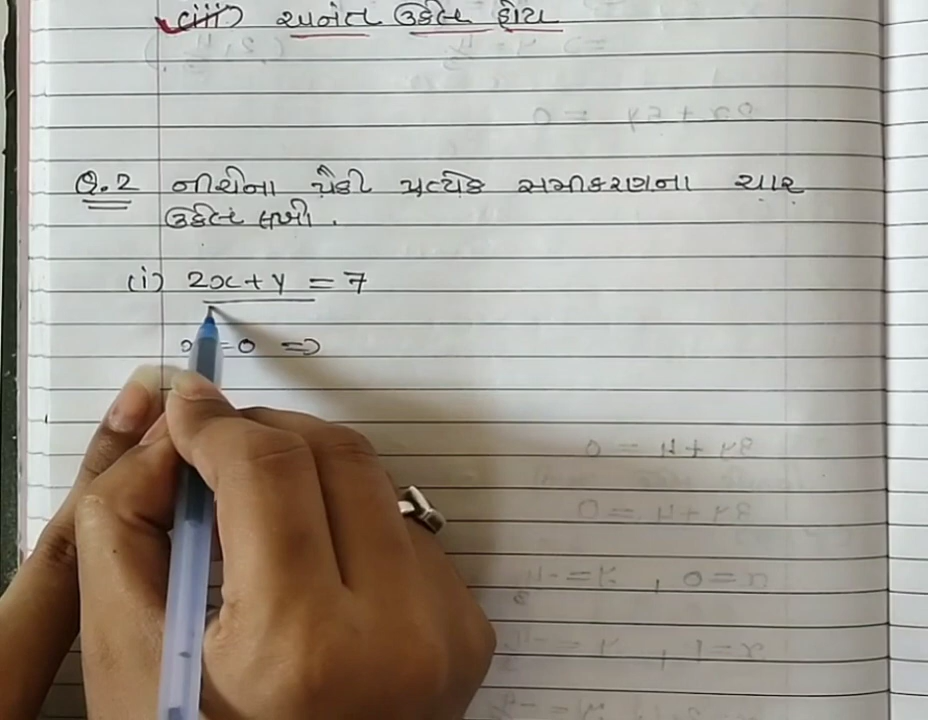 (iii) અનંત ઉકેલ હોય
Q.2 નીચેના પૈકી પ્રત્યેક સમીકરણના ચાર
ઉકેલ લખો.
(i) 2x+y = 7
x=0 ⇒